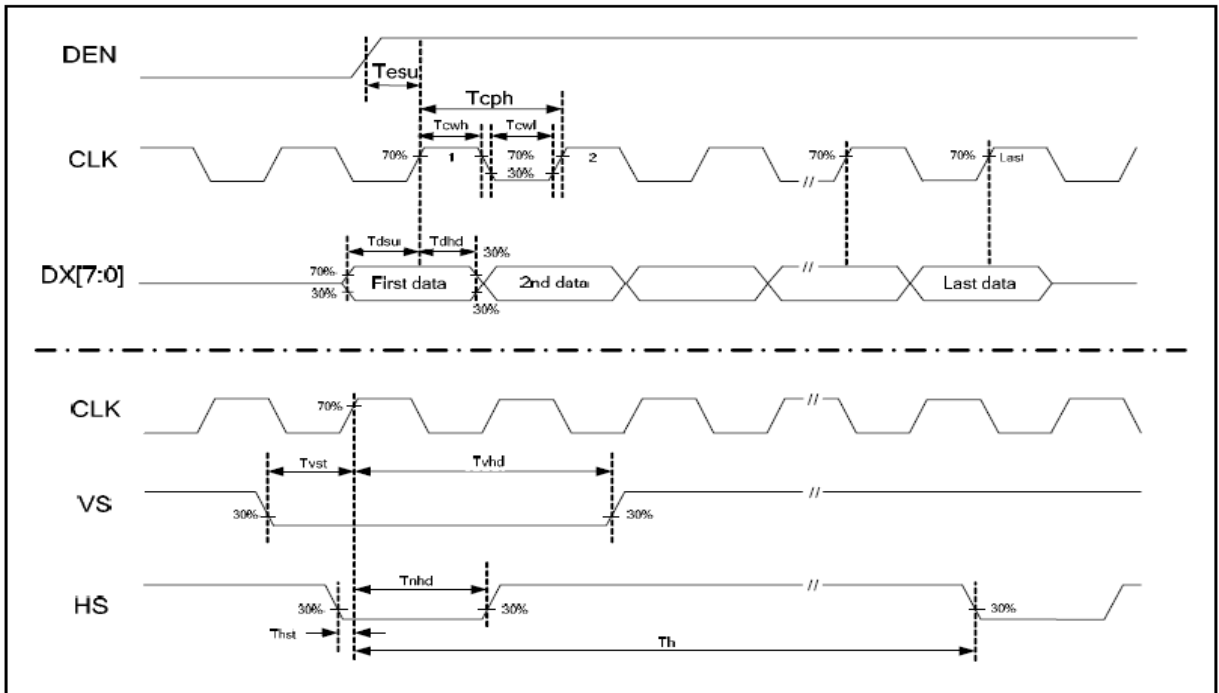 DEN
Tesu
Tcph
Tcwh
Tcwl
CLK
70%
1
70%
30%
2
70%
70%
Last
//
Tdsu
Tdhd
30%
DX[7:0]
70%
30%
First data
30%
2nd data
//
Last data
CLK
70%
//
Tvst
Tvhd
VS
30%
30%
//
Tnhd
HS
30%
30%
//
30%
Thst
Th